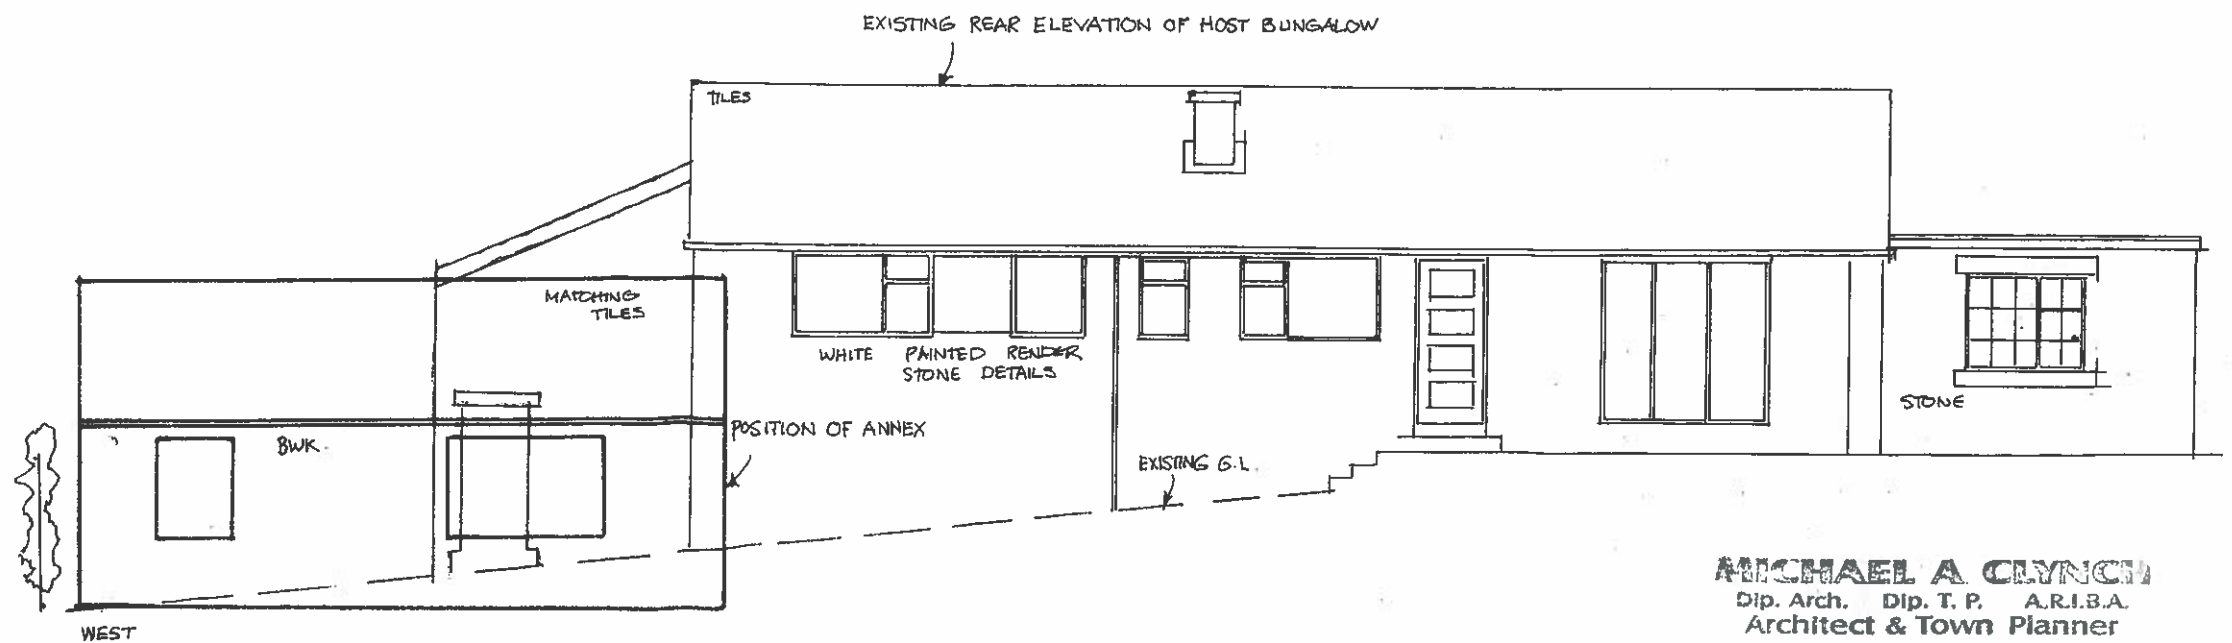 EXISTING REAR ELEVATION OF HOST BUNGALOW
TILES
MATCHING
TILES
WHITE PAINTED RENDER
STONE DETAILS
STONE
POSITION OF ANNEX
BWK.
EXISTING G.L.
WEST
MICHAEL A CLYNCH
Dip. Arch. Dip. T. P. A.R.I.B.A.
Architect & Town Planner